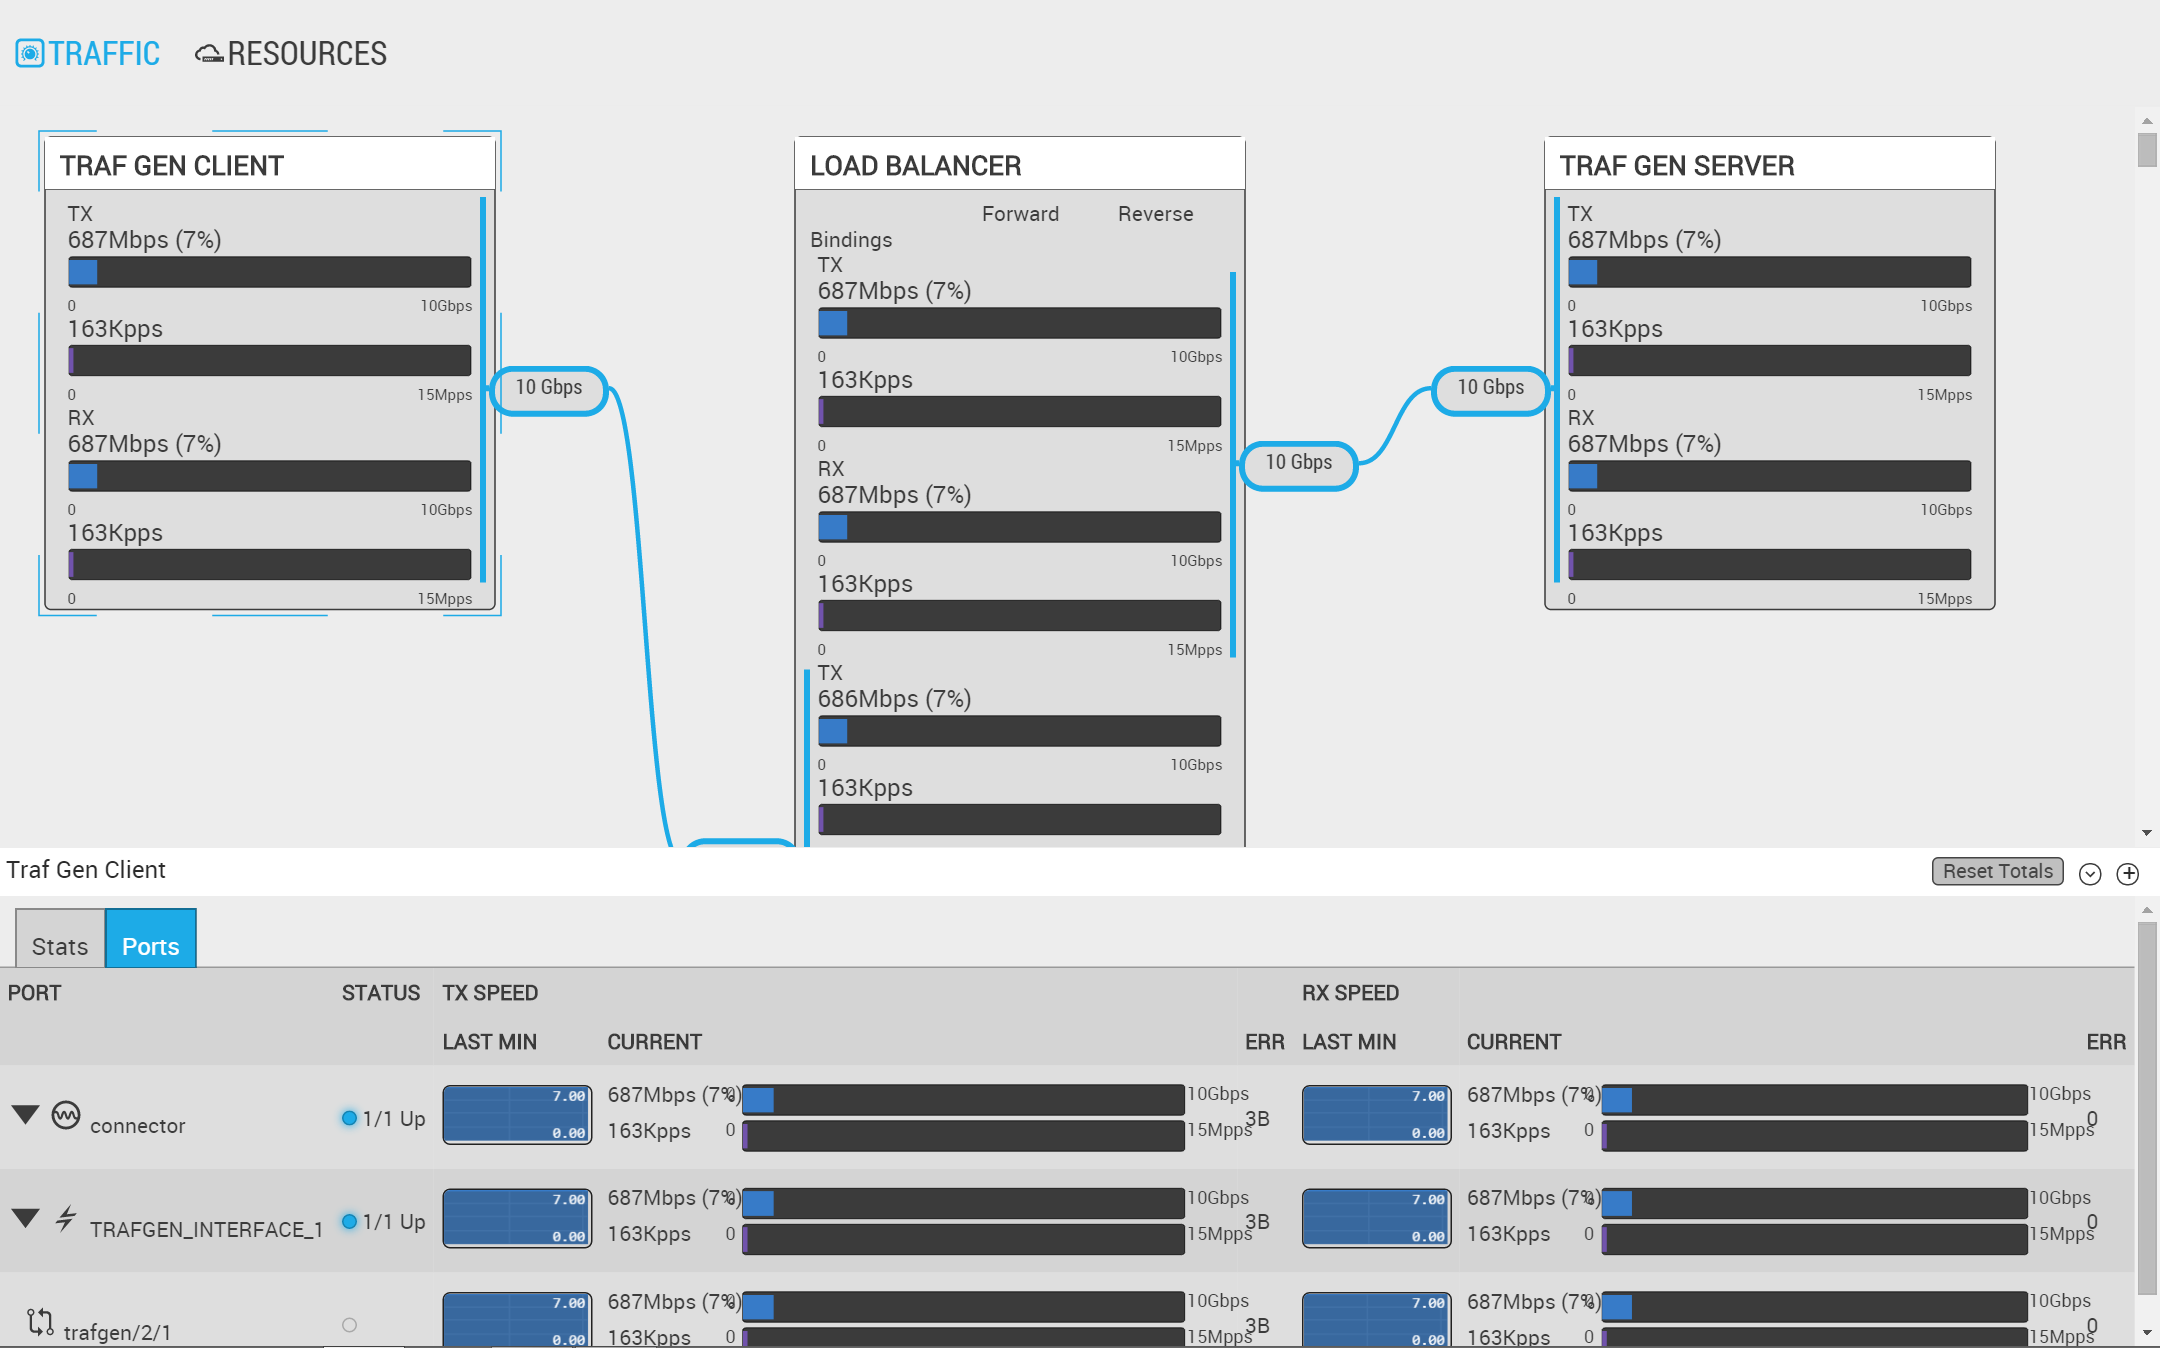 TRAFFIC RESOURCES
TRAF GEN CLIENT
TX
687Mbps (7%)
0 10Gbps
163Kpps
0 15Mpps
RX
687Mbps (7%)
0 10Gbps
163Kpps
0 15Mpps
10 Gbps
LOAD BALANCER
Forward Reverse
Bindings
TX
687Mbps (7%)
0 10Gbps
163Kpps
0 15Mpps
RX
687Mbps (7%)
0 10Gbps
163Kpps
0 15Mpps
TX
686Mbps (7%)
0 10Gbps
163Kpps
10 Gbps
10 Gbps
TRAF GEN SERVER
TX
687Mbps (7%)
0 10Gbps
163Kpps
0 15Mpps
RX
687Mbps (7%)
0 10Gbps
163Kpps
0 15Mpps
Traf Gen Client Reset Totals
Stats Ports
PORT STATUS TX SPEED RX SPEED
LAST MIN CURRENT ERR LAST MIN CURRENT ERR
connector 1/1 Up 7.00 0.00 687Mbps (7%) 0 10Gbps 163Kpps 0 15Mpps 3B 7.00 0.00 687Mbps (7%) 0 10Gbps 163Kpps 0 15Mpps 0
TRAFGEN_INTERFACE_1 1/1 Up 7.00 0.00 687Mbps (7%) 0 10Gbps 163Kpps 0 15Mpps 3B 7.00 0.00 687Mbps (7%) 0 10Gbps 163Kpps 0 15Mpps 0
trafgen/2/1 7.00 0.00 687Mbps (7%) 0 10Gbps 163Kpps 0 15Mpps 3B 7.00 0.00 687Mbps (7%) 0 10Gbps 163Kpps 0 15Mpps 0